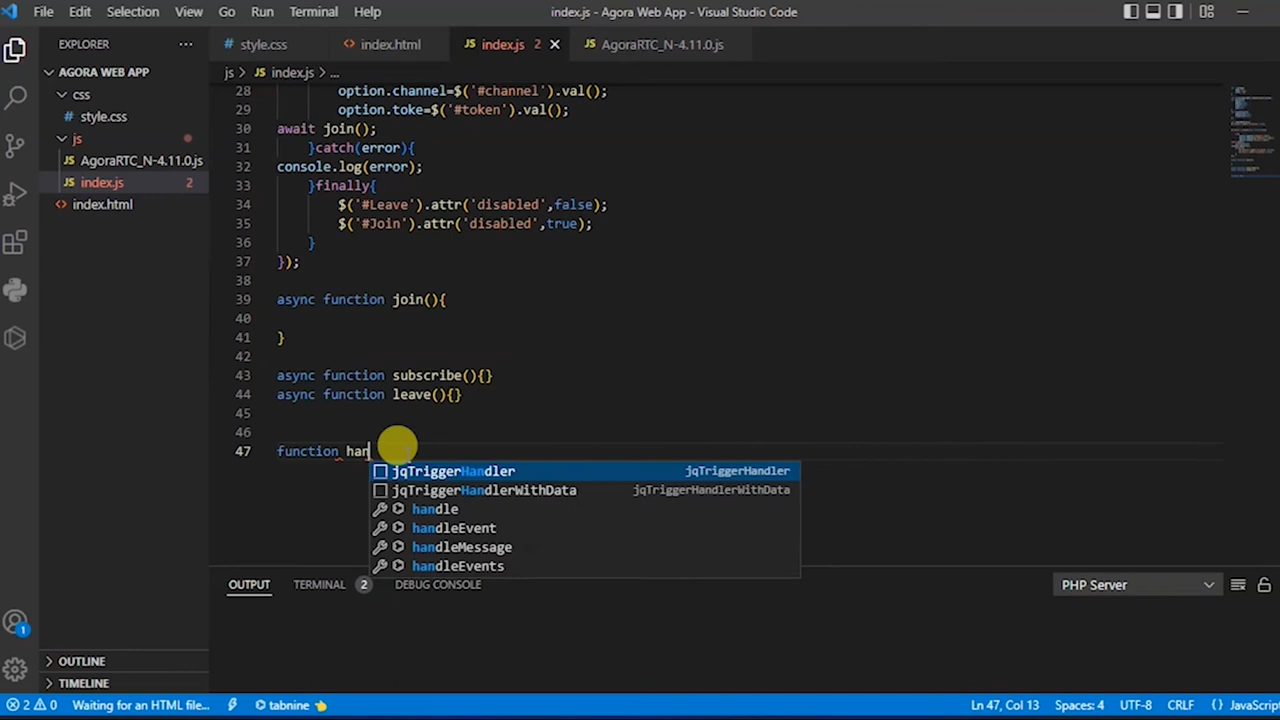 File Edit Selection View Go Run Terminal Help
index.js - Agora Web App - Visual Studio Code
EXPLORER
# style.css
<> index.html
JS index.js 2
JS AgoraRTC_N-4.11.0.js
AGORA WEB APP
js > JS index.js > ...
css
# style.css
js
JS AgoraRTC_N-4.11.0.js
JS index.js 2
<> index.html
28 option.channel=$('#channel').val();
29 option.toke=$('#token').val();
30 await join();
31 }catch(error){
32 console.log(error);
33 }finally{
34 $('#Leave').attr('disabled',false);
35 $('#Join').attr('disabled',true);
36 }
37 });
38
39 async function join(){
40
41 }
42
43 async function subscribe(){}
44 async function leave(){}
45
46
47 function han
jqTriggerHandler jqTriggerHandler
jqTriggerHandlerWithData jqTriggerHandlerWithData
handle
handleEvent
handleMessage
handleEvents
OUTPUT TERMINAL 2 DEBUG CONSOLE
PHP Server
1
OUTLINE
TIMELINE
2 0 Waiting for an HTML file... tabnine
Ln 47, Col 13 Spaces: 4 UTF-8 CRLF {} JavaScrip